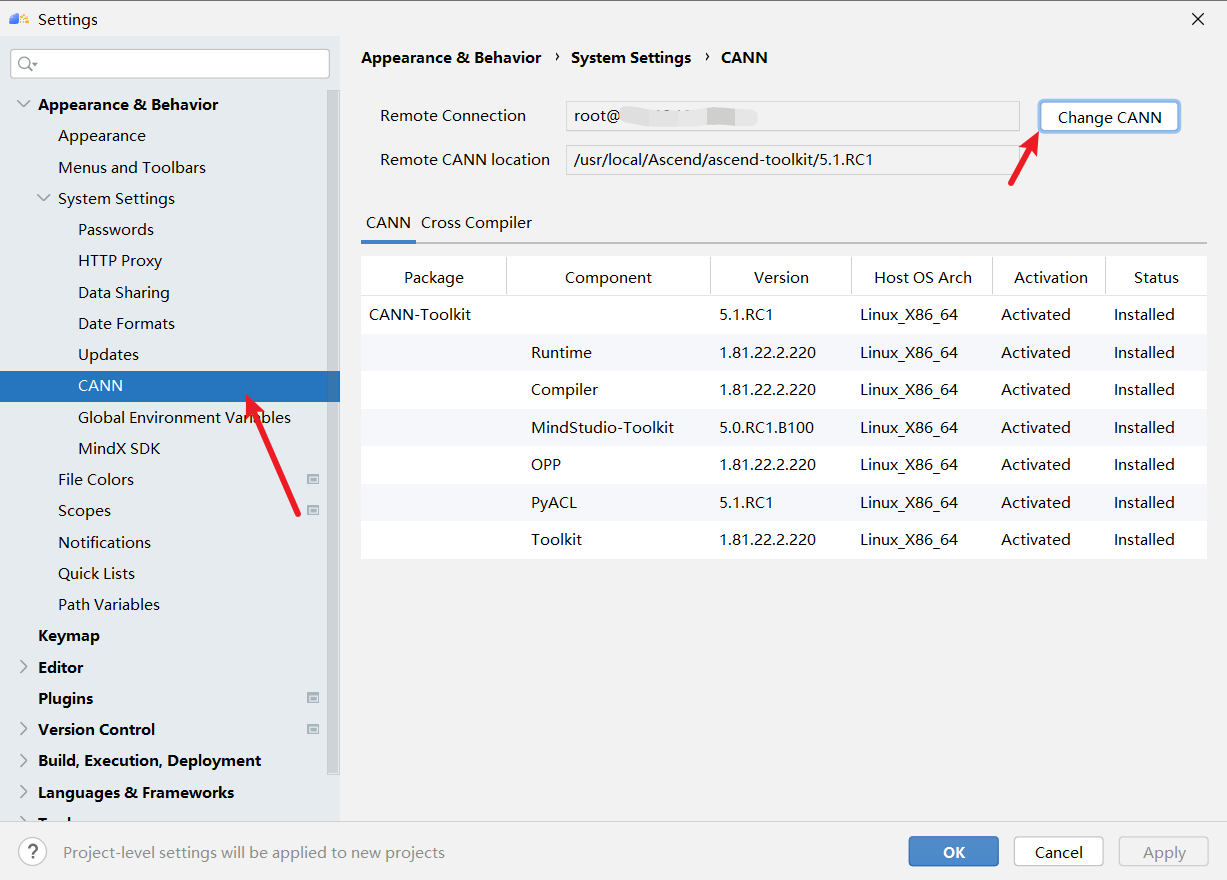 Settings
Appearance & Behavior
Appearance
Menus and Toolbars
System Settings
Passwords
HTTP Proxy
Data Sharing
Date Formats
Updates
CANN
Global Environment Variables
MindX SDK
File Colors
Scopes
Notifications
Quick Lists
Path Variables
Keymap
Editor
Plugins
Version Control
Build, Execution, Deployment
Languages & Frameworks
Appearance & Behavior › System Settings › CANN
Remote Connection root@ Change CANN
Remote CANN location /usr/local/Ascend/ascend-toolkit/5.1.RC1
CANN Cross Compiler
Package Component Version Host OS Arch Activation Status
CANN-Toolkit 5.1.RC1 Linux_X86_64 Activated Installed
Runtime 1.81.22.2.220 Linux_X86_64 Activated Installed
Compiler 1.81.22.2.220 Linux_X86_64 Activated Installed
MindStudio-Toolkit 5.0.RC1.B100 Linux_X86_64 Activated Installed
OPP 1.81.22.2.220 Linux_X86_64 Activated Installed
PyACL 5.1.RC1 Linux_X86_64 Activated Installed
Toolkit 1.81.22.2.220 Linux_X86_64 Activated Installed
? Project-level settings will be applied to new projects
OK Cancel Apply